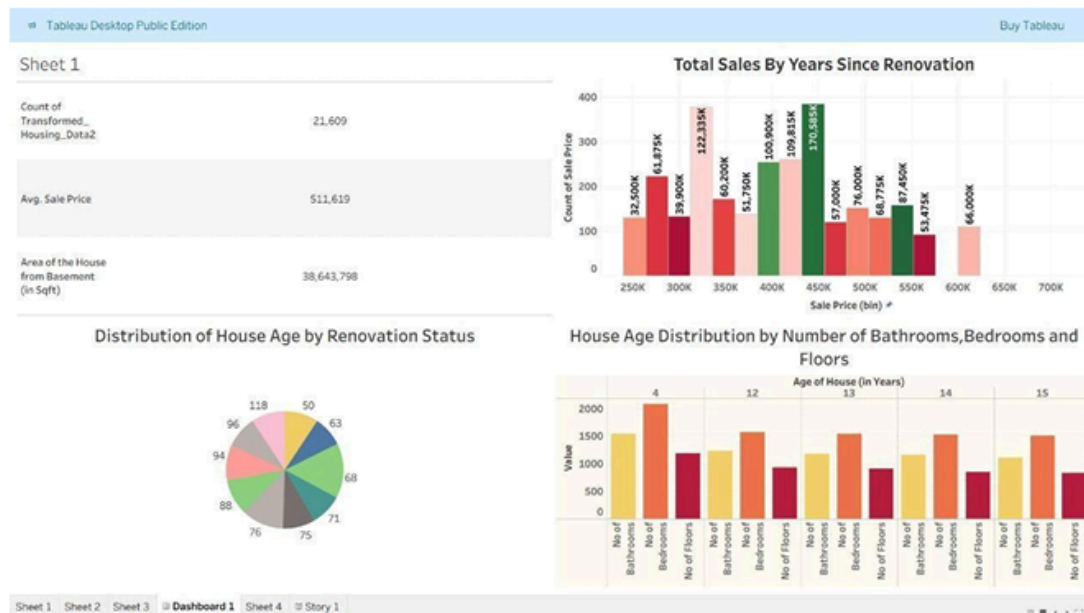 Tableau Desktop Public Edition
Buy Tableau
Sheet 1
Count of
Transformed_
Housing_Data2
21,609
Avg. Sale Price
511,619
Area of the House
from Basement
(in Sqft)
38,643,798
Total Sales By Years Since Renovation
Count of Sale Price
400
300
200
100
0
32,500K
61,875K
39,900K
122,335K
60,200K
51,750K
100,900K
109,815K
170,585K
57,000K
76,000K
68,775K
87,450K
53,475K
66,000K
250K 300K 350K 400K 450K 500K 550K 600K 650K 700K
Sale Price (bin)
Distribution of House Age by Renovation Status
50
63
68
71
75
76
88
94
96
118
House Age Distribution by Number of Bathrooms,Bedrooms and
Floors
Age of House (in Years)
4 12 13 14 15
Value
2000
1500
1000
500
0
No of
Bathrooms
No of
Bedrooms
No of Floors
No of
Bathrooms
No of
Bedrooms
No of Floors
No of
Bathrooms
No of
Bedrooms
No of Floors
No of
Bathrooms
No of
Bedrooms
No of Floors
No of
Bathrooms
No of
Bedrooms
No of Floors
Sheet 1 Sheet 2 Sheet 3 Dashboard 1 Sheet 4 Story 1